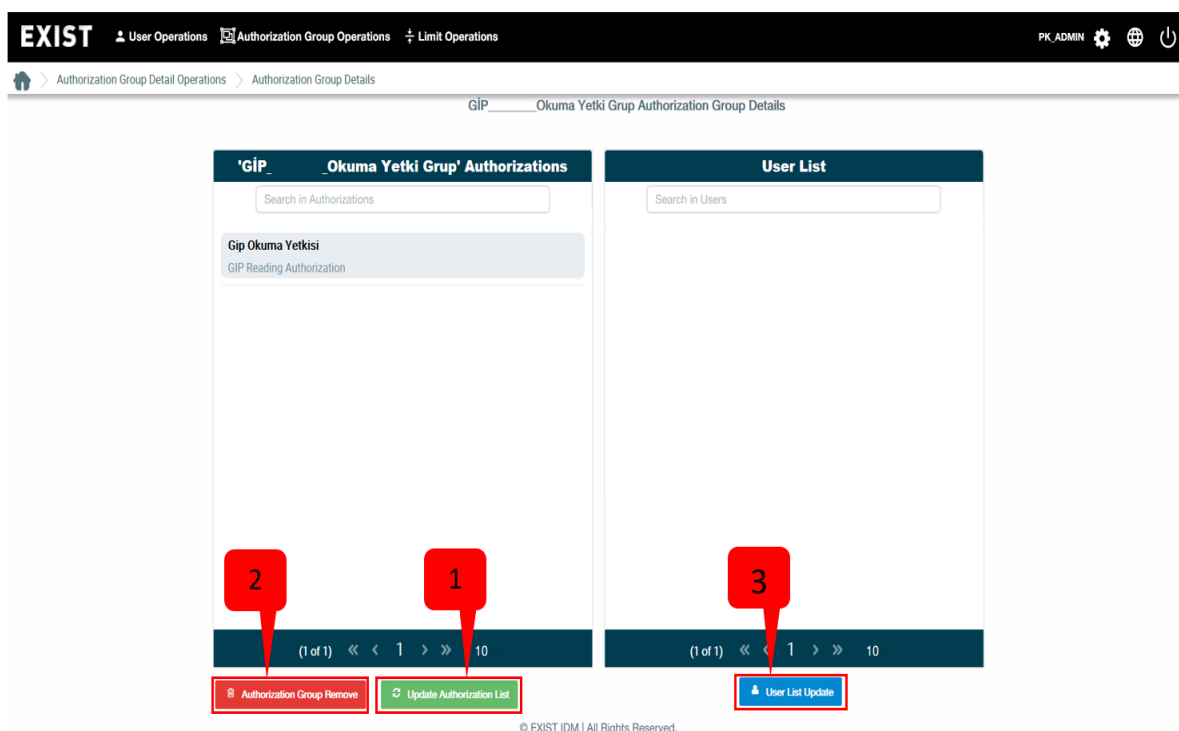 EXIST User Operations Authorization Group Operations Limit Operations PK_ADMIN
Authorization Group Detail Operations Authorization Group Details
GİP_______Okuma Yetki Grup Authorization Group Details
'GİP_ _Okuma Yetki Grup' Authorizations
Search in Authorizations
Gip Okuma Yetkisi
GIP Reading Authorization
User List
Search in Users
2
1
3
(1 of 1) « < 1 > » 10
(1 of 1) « < 1 > » 10
Authorization Group Remove
Update Authorization List
User List Update
© EXIST IDM | All Rights Reserved.